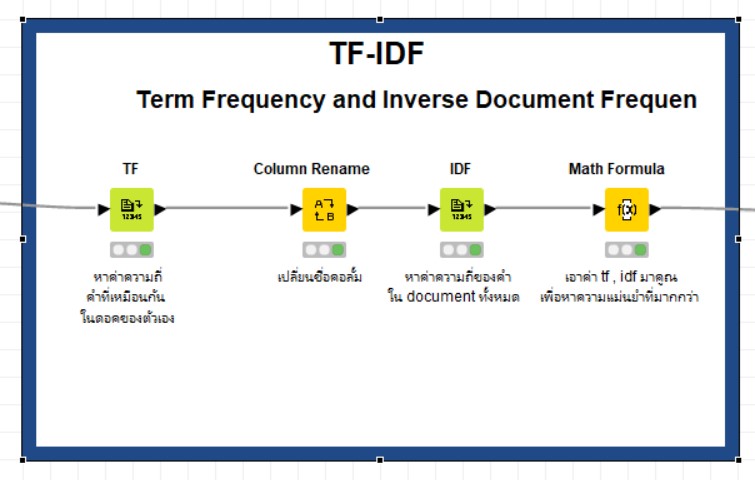 TF-IDF
Term Frequency and Inverse Document Frequen
TF
Column Rename
IDF
Math Formula
หาค่าความถี่
คำที่เหมือนกัน
ในดอคของตัวเอง
เปลี่ยนชื่อคอลั้ม
หาค่าความถี่ของคำ
ใน document ทั้งหมด
เอาค่า tf , idf มาคูณ
เพื่อหาความแม่นยำที่มากกว่า